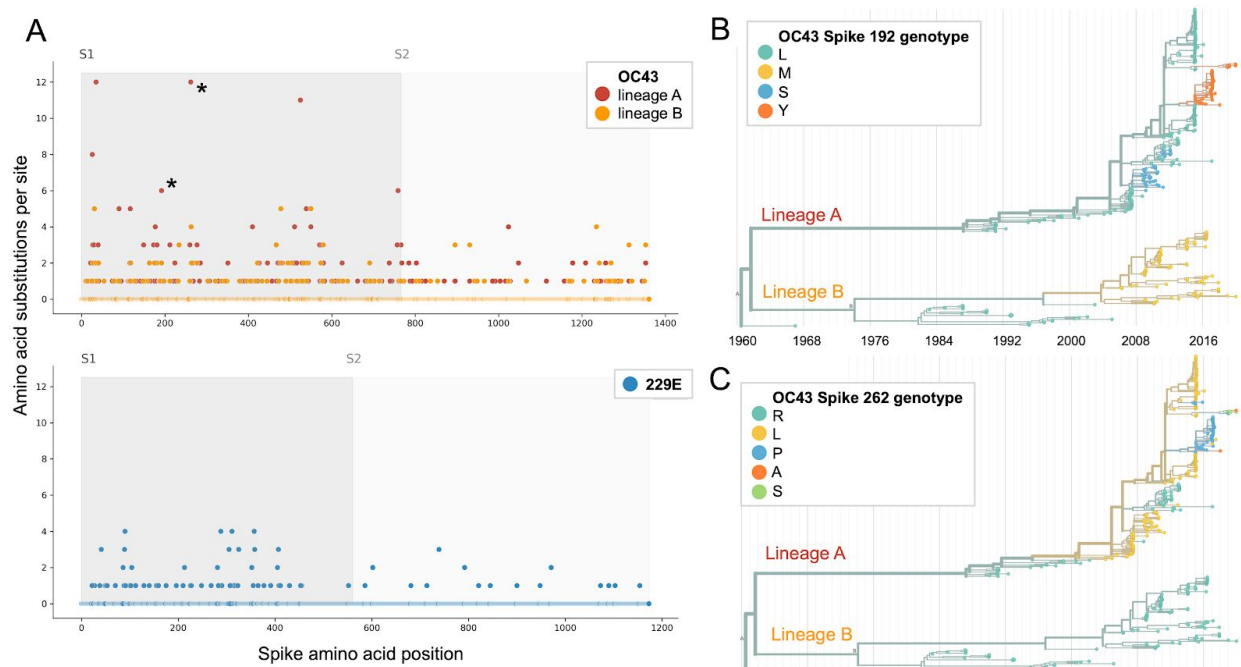 A
S1
S2
OC43
lineage A
lineage B
12
10
8
6
4
2
0
*
*
0
200
400
600
800
1000
1200
1400
Amino acid substitutions per site
S1
S2
229E
12
10
8
6
4
2
0
0
200
400
600
800
1000
1200
Spike amino acid position
B
OC43 Spike 192 genotype
L
M
S
Y
Lineage A
Lineage B
A
B
1960
1968
1976
1984
1992
2000
2008
2016
C
OC43 Spike 262 genotype
R
L
P
A
S
Lineage A
Lineage B
A
B